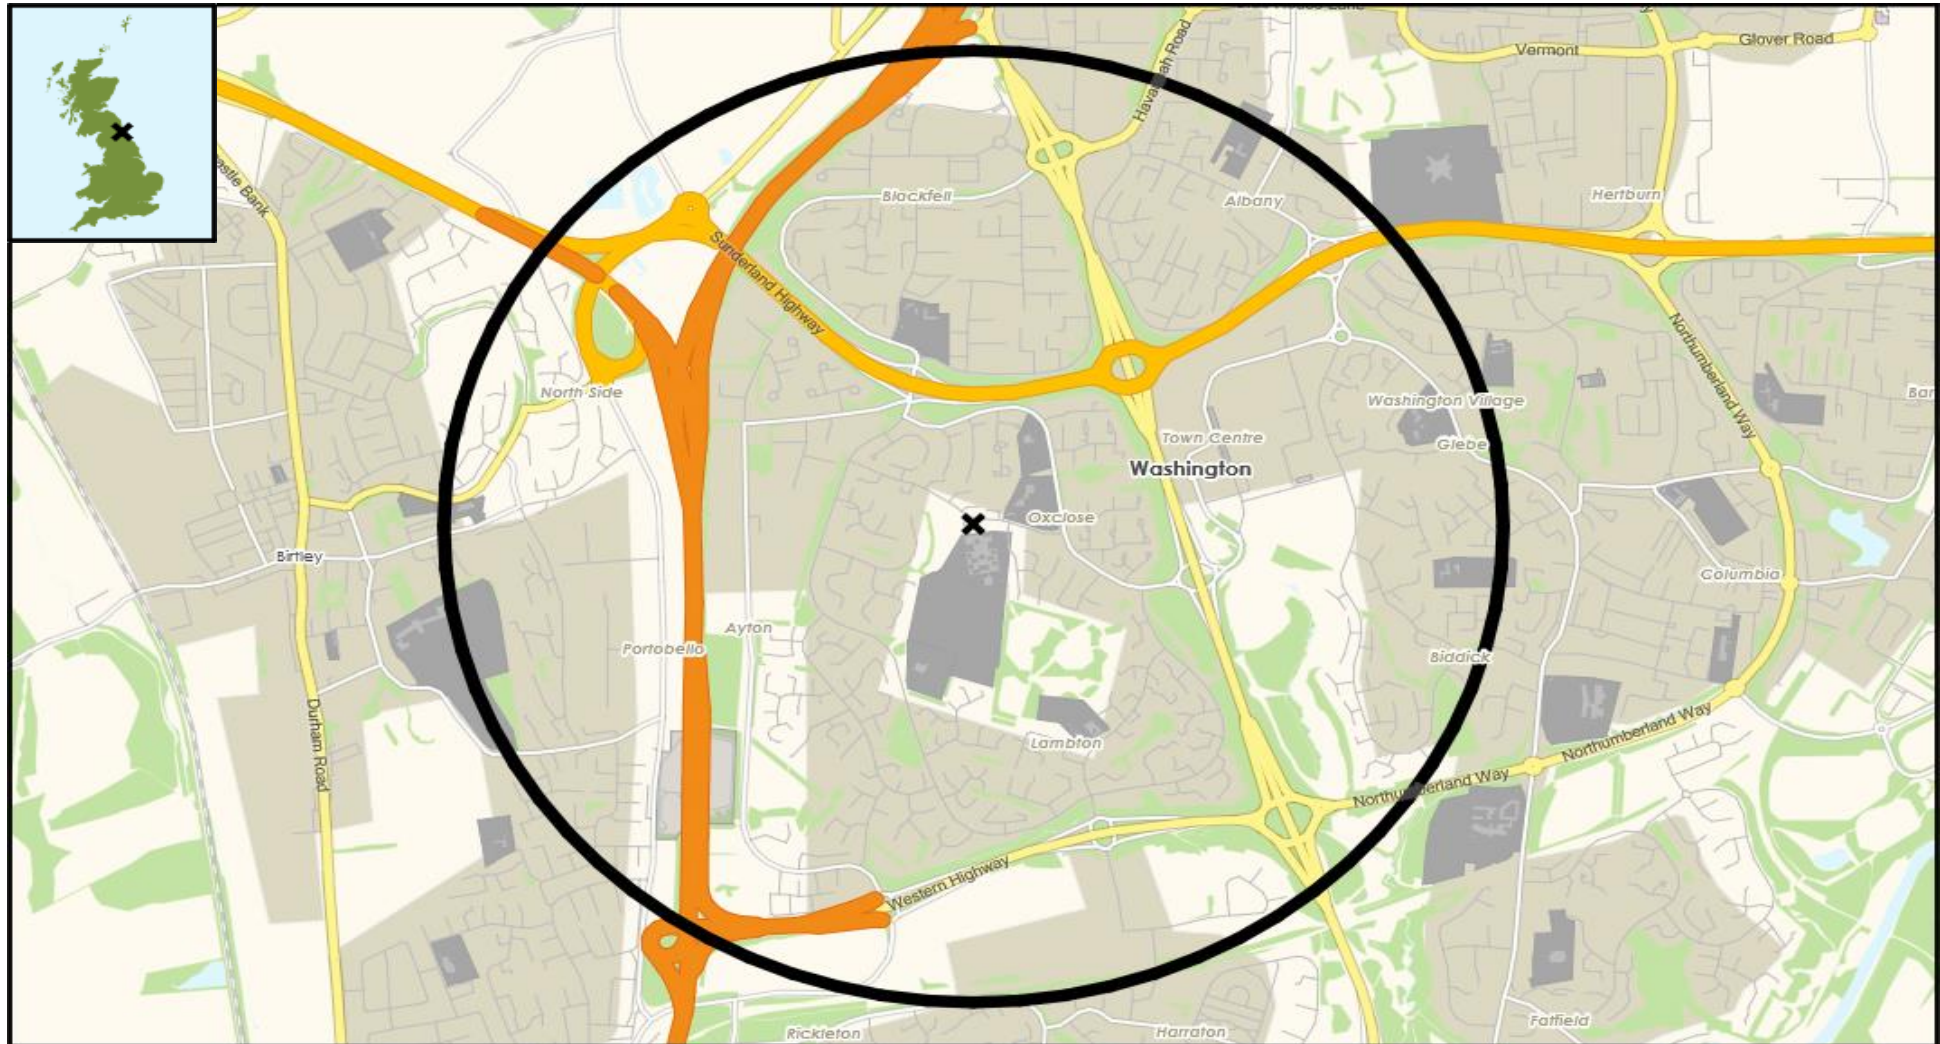 Vermont
Glover Road
Havannah Road
Castle Bank
Blackfell
Albany
Hertburn
Sunderland Highway
Northumberland Way
North Side
Washington Village
Town Centre
Glebe
Washington
Oxclose
Birtley
Columbia
Ayton
Portobello
Biddick
Durham Road
Lambton
Northumberland Way
Northumberland Way
Western Highway
Rickleton
Harraton
Fatfield